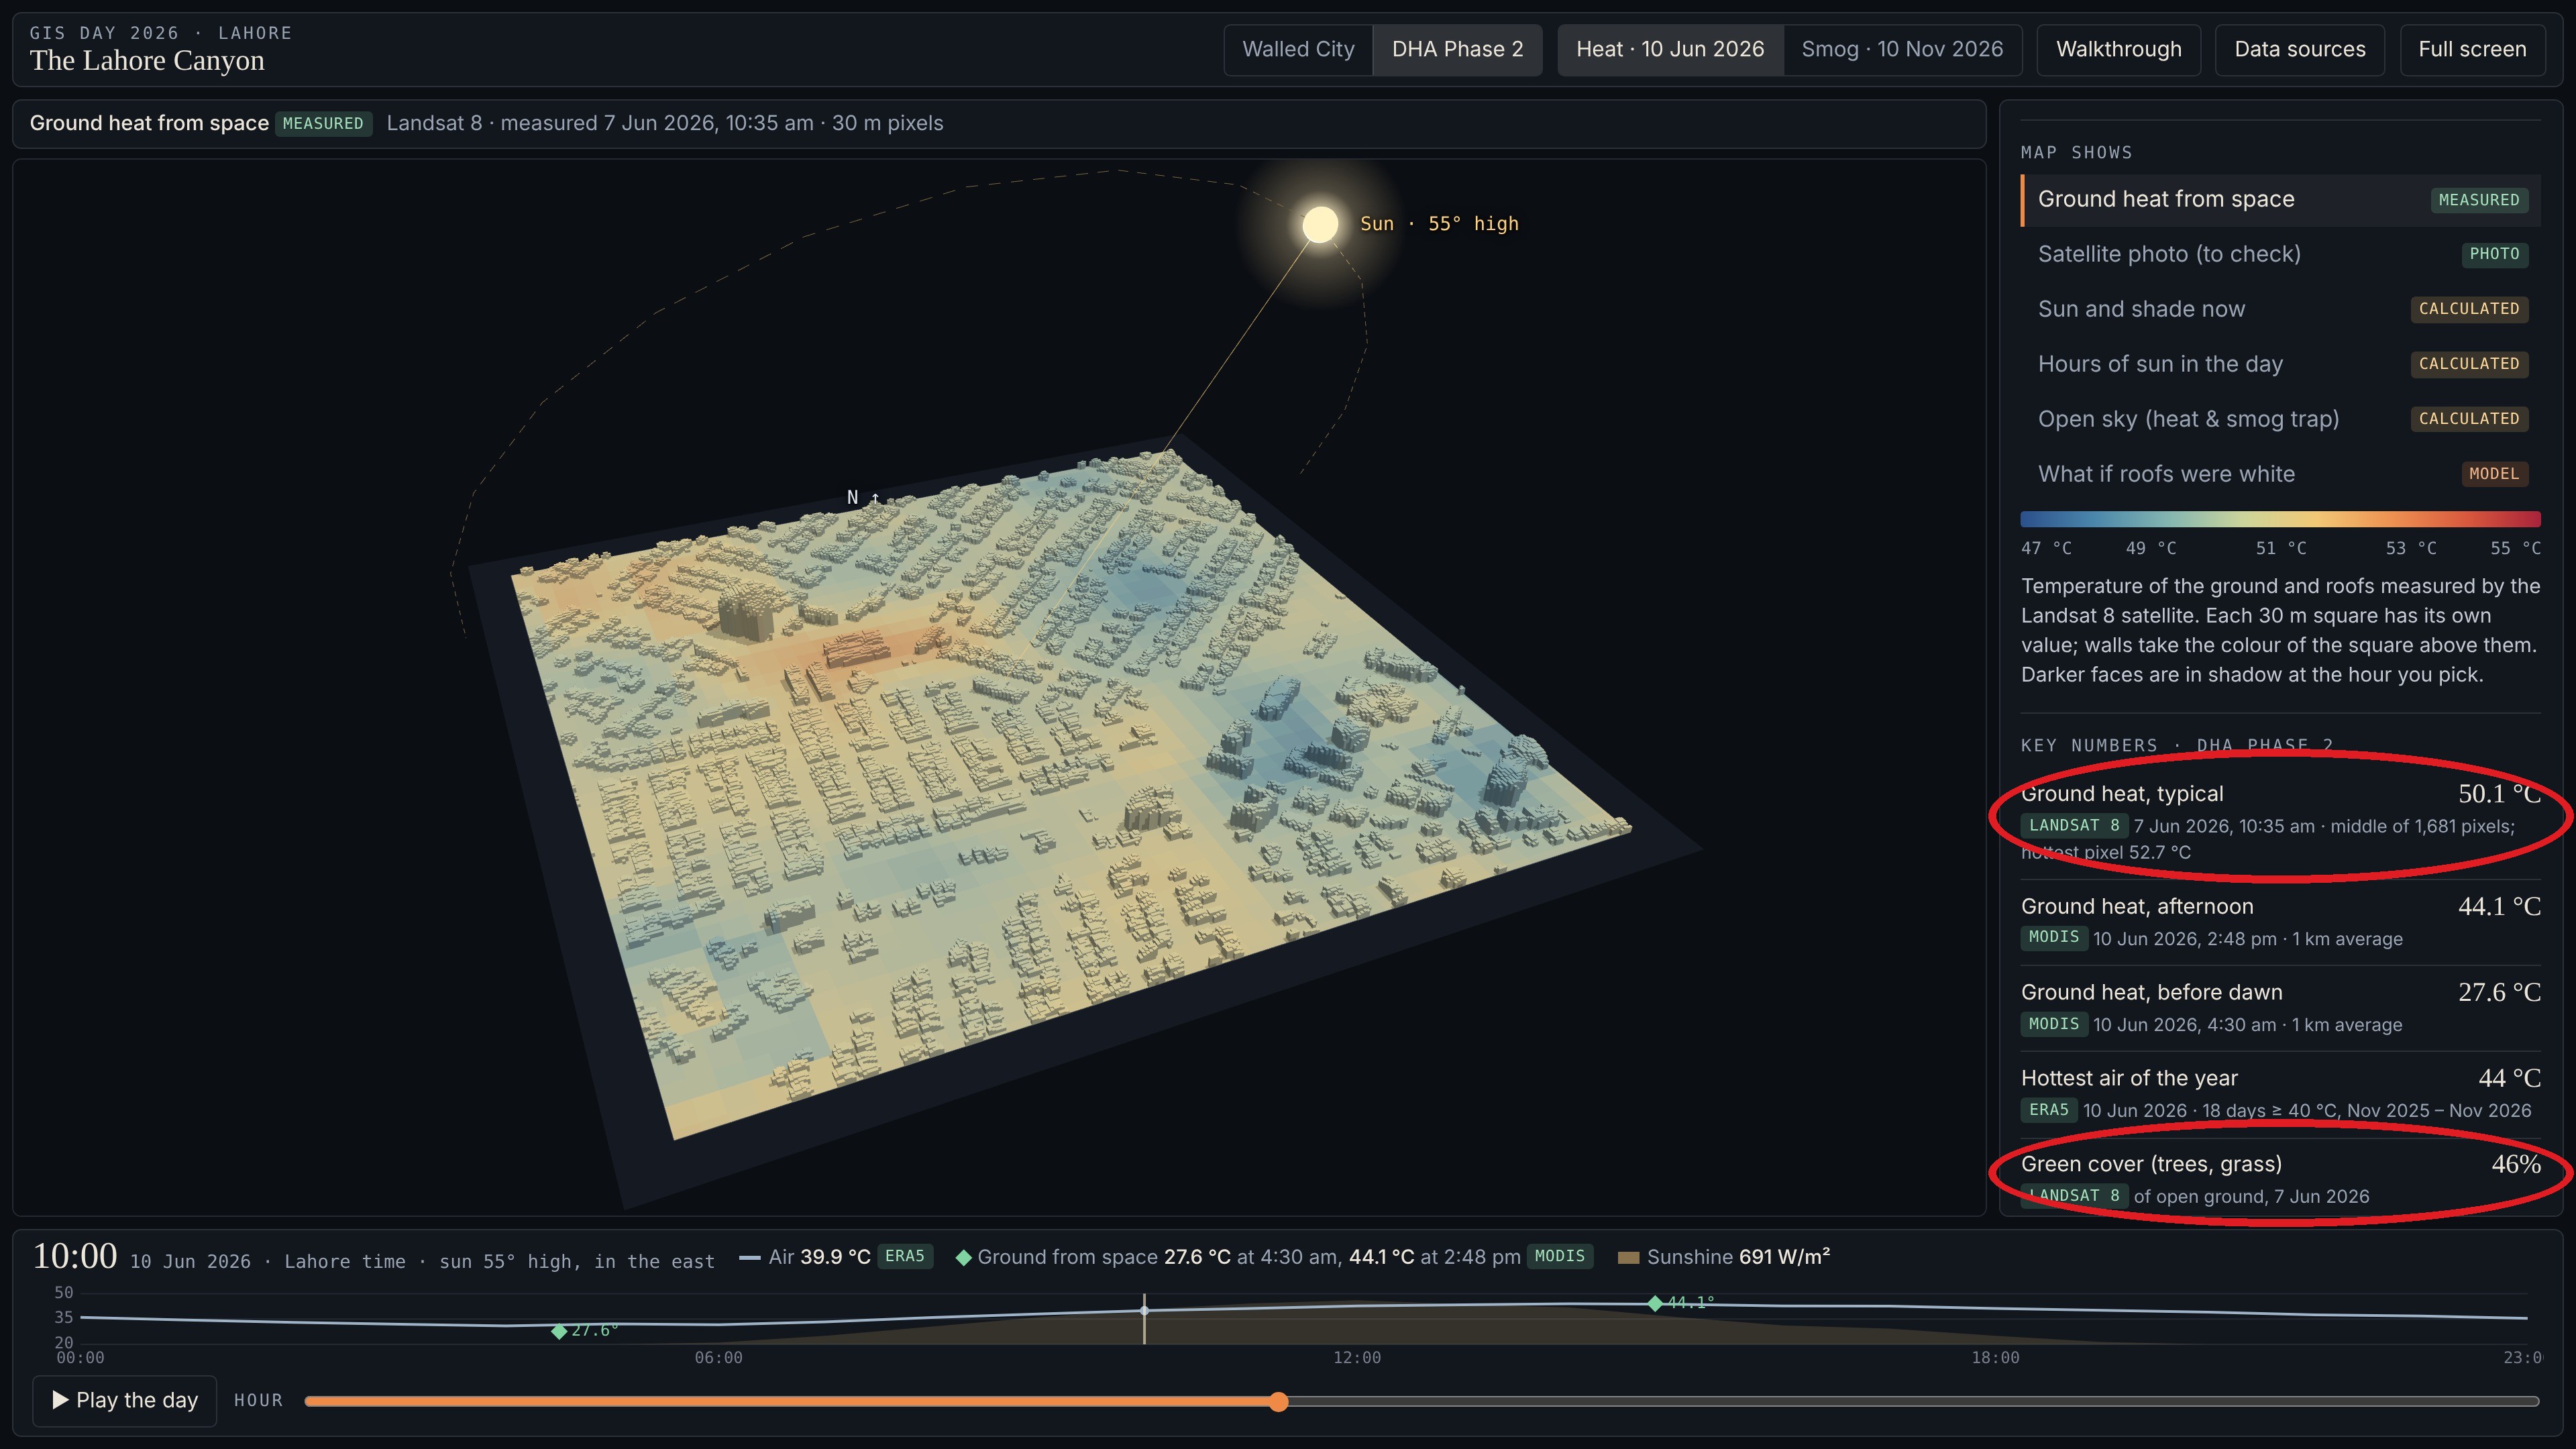 GIS DAY 2026 · LAHORE
The Lahore Canyon
Walled City
DHA Phase 2
Heat · 10 Jun 2026
Smog · 10 Nov 2026
Walkthrough
Data sources
Full screen
Ground heat from space MEASURED Landsat 8 · measured 7 Jun 2026, 10:35 am · 30 m pixels
Sun · 55° high
N ↑
MAP SHOWS
Ground heat from space MEASURED
Satellite photo (to check) PHOTO
Sun and shade now CALCULATED
Hours of sun in the day CALCULATED
Open sky (heat & smog trap) CALCULATED
What if roofs were white MODEL
47 °C 49 °C 51 °C 53 °C 55 °C
Temperature of the ground and roofs measured by the
Landsat 8 satellite. Each 30 m square has its own
value; walls take the colour of the square above them.
Darker faces are in shadow at the hour you pick.
KEY NUMBERS · DHA PHASE 2
Ground heat, typical 50.1 °C
LANDSAT 8 7 Jun 2026, 10:35 am · middle of 1,681 pixels;
hottest pixel 52.7 °C
Ground heat, afternoon 44.1 °C
MODIS 10 Jun 2026, 2:48 pm · 1 km average
Ground heat, before dawn 27.6 °C
MODIS 10 Jun 2026, 4:30 am · 1 km average
Hottest air of the year 44 °C
ERA5 10 Jun 2026 · 18 days ≥ 40 °C, Nov 2025 – Nov 2026
Green cover (trees, grass) 46%
LANDSAT 8 of open ground, 7 Jun 2026
10:00 10 Jun 2026 · Lahore time · sun 55° high, in the east
Air 39.9 °C ERA5
Ground from space 27.6 °C at 4:30 am, 44.1 °C at 2:48 pm MODIS
Sunshine 691 W/m²
50
35
20
27.6°
44.1°
00:00 06:00 12:00 18:00 23:0
▶ Play the day
HOUR